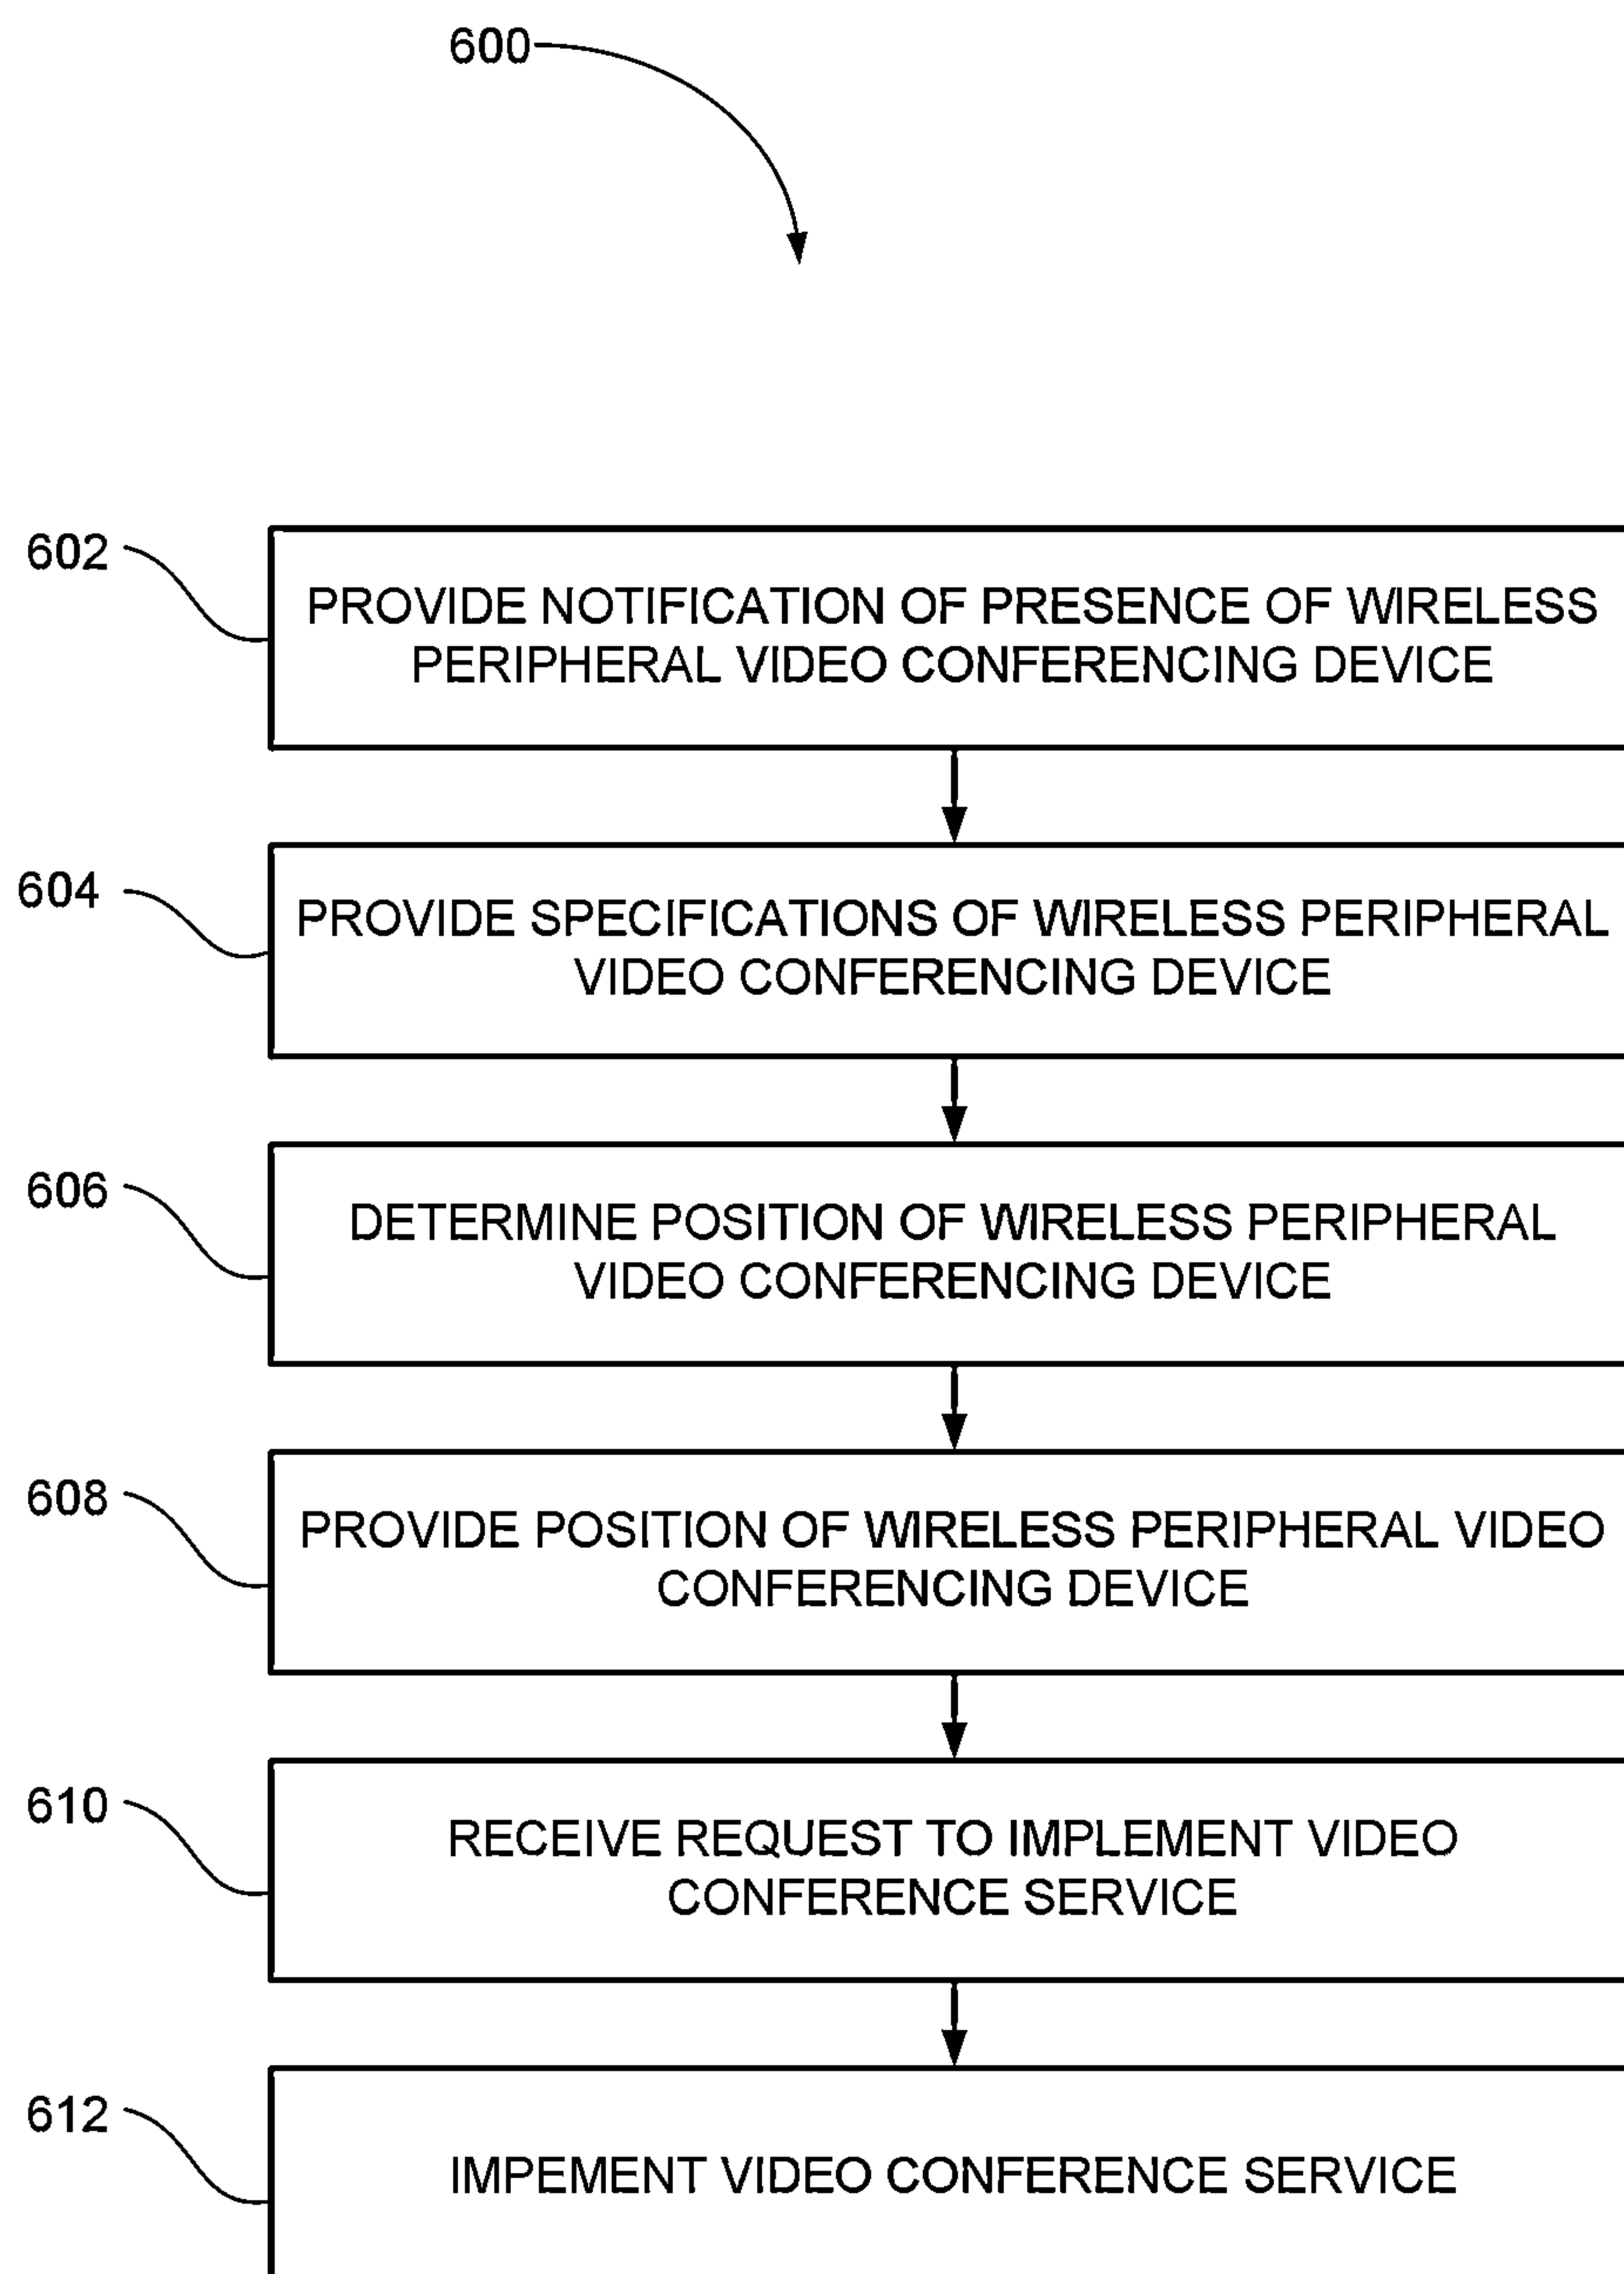 600
602
PROVIDE NOTIFICATION OF PRESENCE OF WIRELESS
PERIPHERAL VIDEO CONFERENCING DEVICE
604
PROVIDE SPECIFICATIONS OF WIRELESS PERIPHERAL
VIDEO CONFERENCING DEVICE
606
DETERMINE POSITION OF WIRELESS PERIPHERAL
VIDEO CONFERENCING DEVICE
608
PROVIDE POSITION OF WIRELESS PERIPHERAL VIDEO
CONFERENCING DEVICE
610
RECEIVE REQUEST TO IMPLEMENT VIDEO
CONFERENCE SERVICE
612
IMPEMENT VIDEO CONFERENCE SERVICE